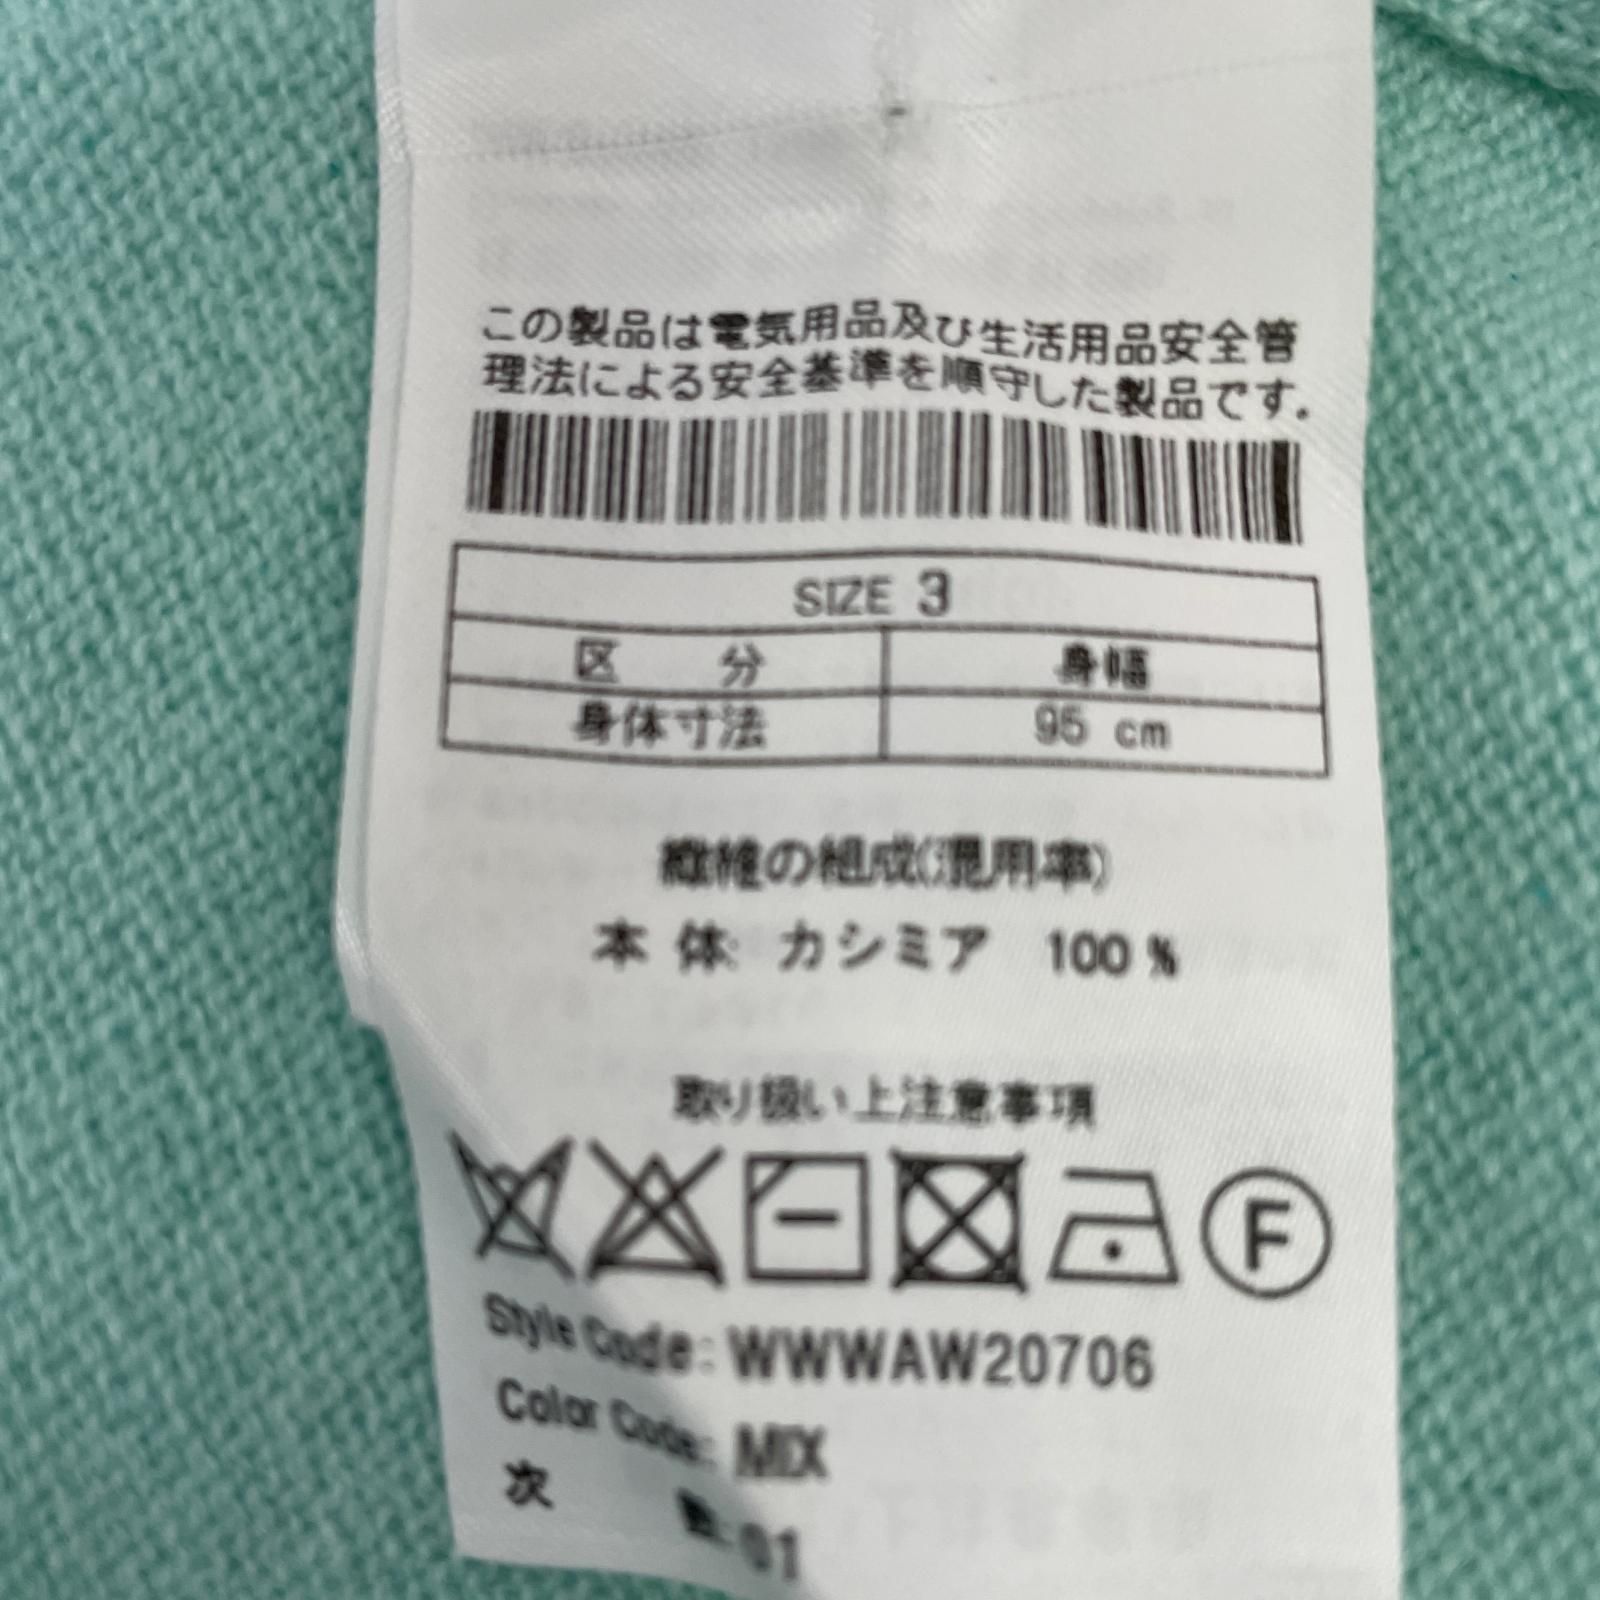 この製品は電気用品及び生活用品安全管
理法による安全基準を順守した製品です.
SIZE 3
区 分 身幅
身体寸法 95 cm
繊維の組成(混用率)
本 体: カシミア 100 %
取り扱い上注意事項
F
Style Code: WWWAW20706
Color Code: MIX
次 数: 01